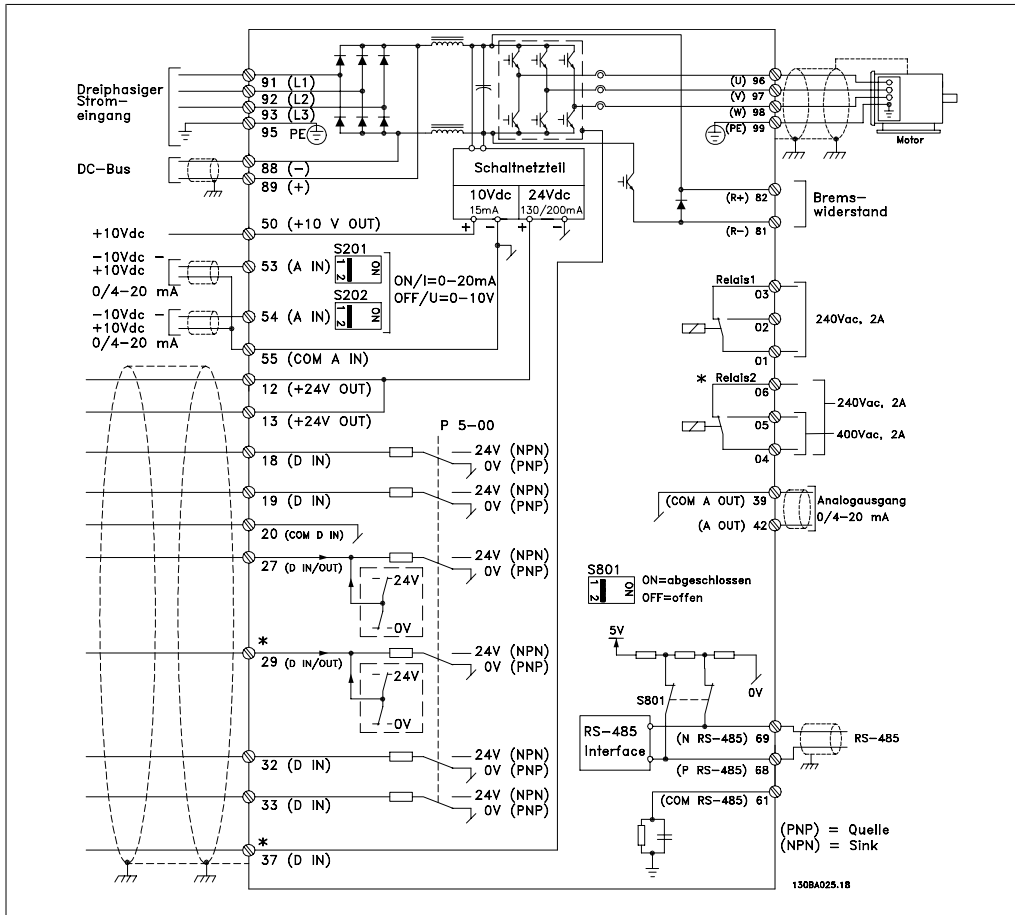 Dreiphasiger
Strom-
eingang
91 (L1)
92 (L2)
93 (L3)
95 PE
DC-Bus
88 (-)
89 (+)
+10Vdc
50 (+10 V OUT)
-10Vdc -
+10Vdc
0/4-20 mA
53 (A IN)
S201
1 2
ON
-10Vdc -
+10Vdc
0/4-20 mA
54 (A IN)
S202
1 2
ON
ON/I=0-20mA
OFF/U=0-10V
55 (COM A IN)
12 (+24V OUT)
13 (+24V OUT)
P 5-00
18 (D IN)
24V (NPN)
0V (PNP)
19 (D IN)
24V (NPN)
0V (PNP)
20 (COM D IN)
27 (D IN/OUT)
24V (NPN)
0V (PNP)
24V
0V
*
29 (D IN/OUT)
24V (NPN)
0V (PNP)
24V
0V
32 (D IN)
24V (NPN)
0V (PNP)
33 (D IN)
24V (NPN)
0V (PNP)
*
37 (D IN)
Schaltnetzteil
10Vdc
15mA
24Vdc
130/200mA
+ - + -
(U) 96
(V) 97
(W) 98
(PE) 99
Motor
(R+) 82
(R-) 81
Brems-
widerstand
Relais1
03
02
01
240Vac, 2A
* Relais2
06
05
04
240Vac, 2A
400Vac, 2A
(COM A OUT) 39
(A OUT) 42
Analogausgang
0/4-20 mA
S801
1 2
ON
ON=abgeschlossen
OFF=offen
5V
S801
0V
RS-485
Interface
(N RS-485) 69
(P RS-485) 68
RS-485
(COM RS-485) 61
(PNP) = Quelle
(NPN) = Sink
130BA025.18